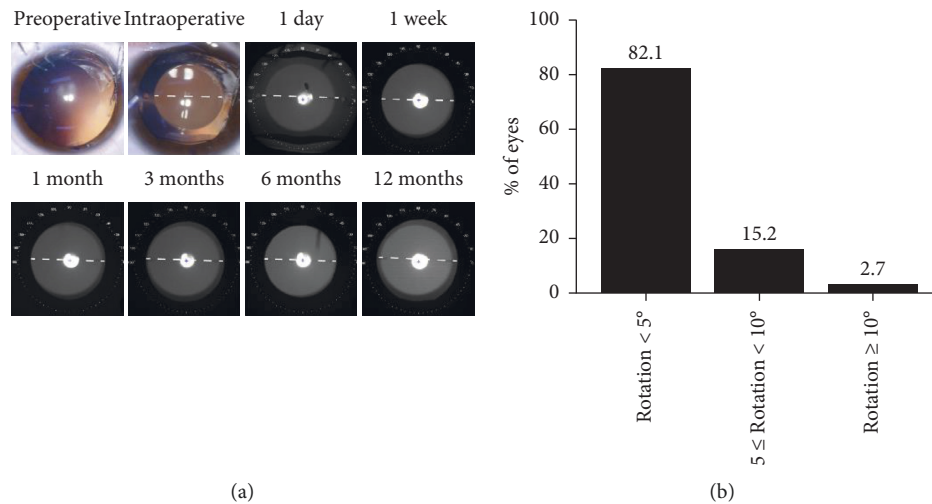 Preoperative Intraoperative 1 day 1 week
1 month 3 months 6 months 12 months
(a)
% of eyes
100
80
60
40
20
0
82.1
15.2
2.7
Rotation < 5°
5 ≤ Rotation < 10°
Rotation ≥ 10°
(b)